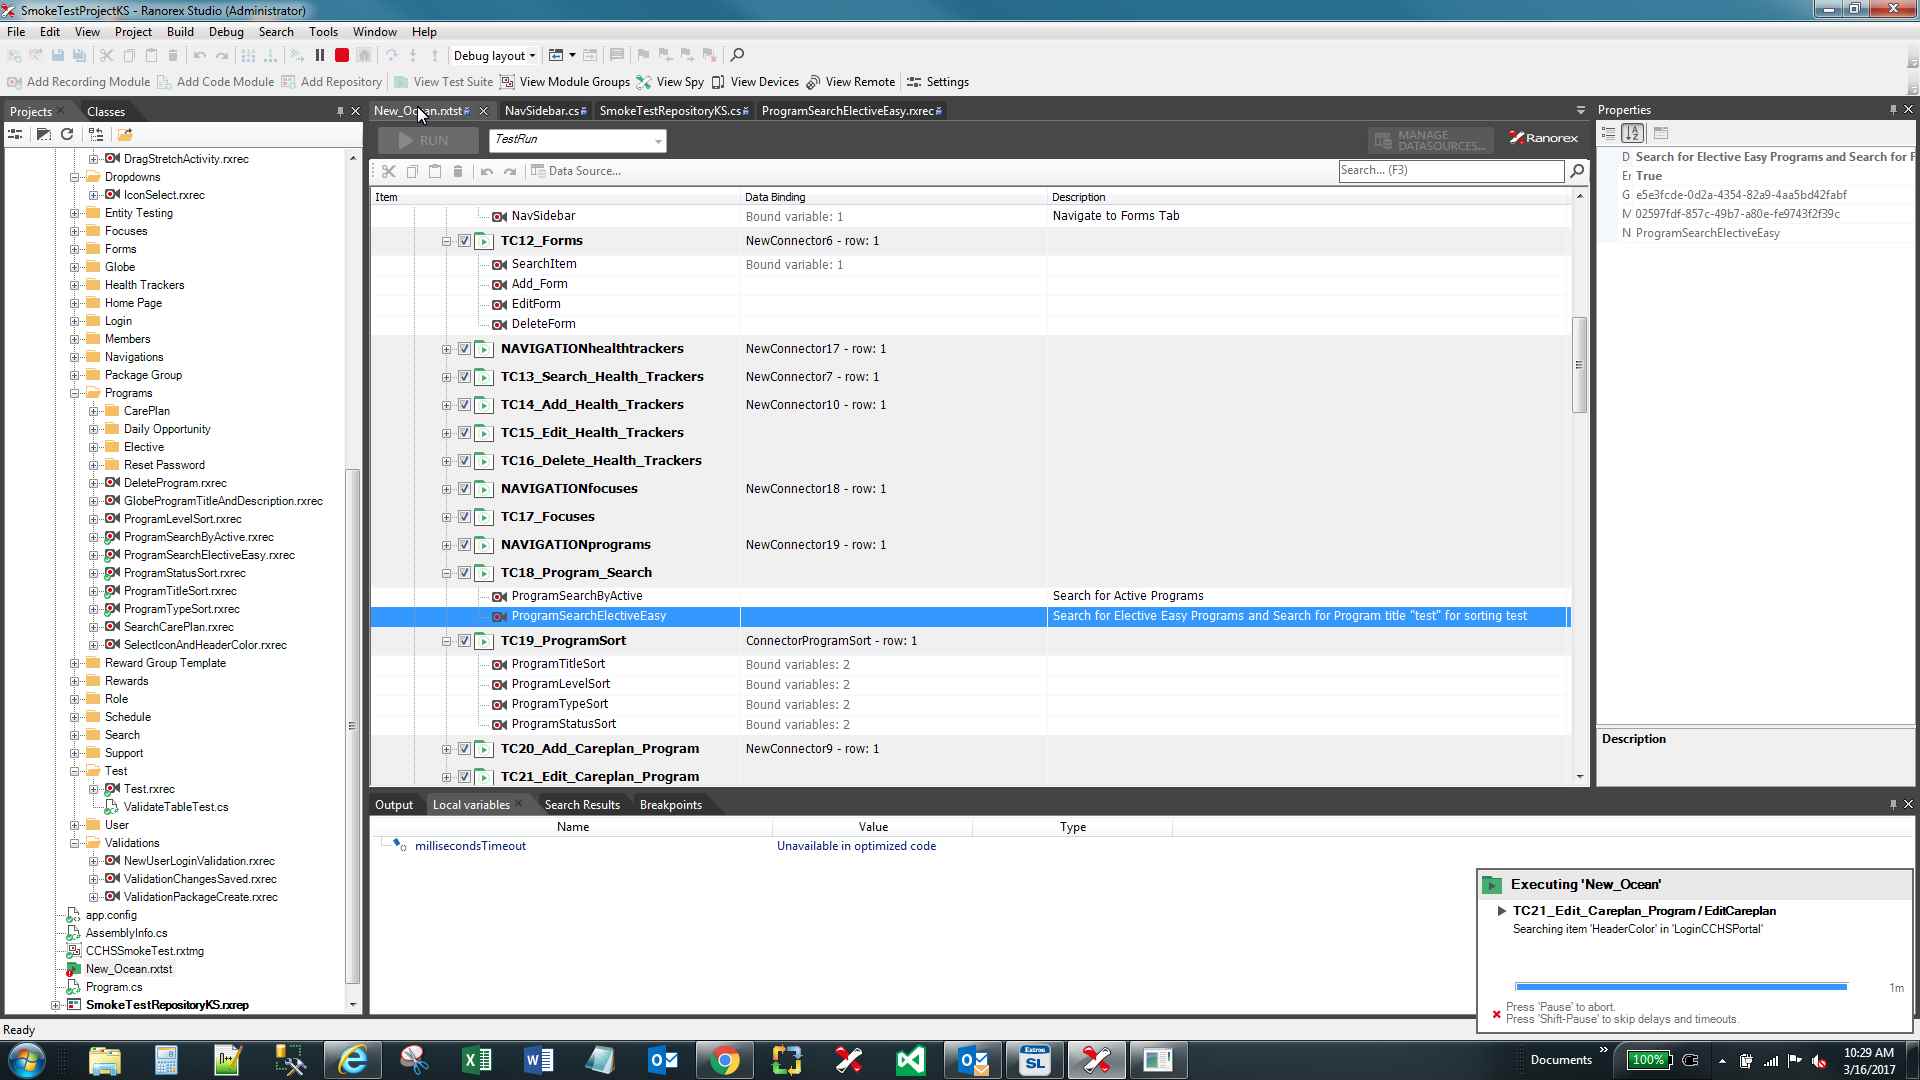 SmokeTestProjectKS - Ranorex Studio (Administrator)
File Edit View Project Build Debug Search Tools Window Help
Debug layout
Add Recording Module Add Code Module Add Repository View Test Suite View Module Groups View Spy View Devices View Remote Settings
Projects Classes
New_Ocean.rxtst NavSidebar.cs SmokeTestRepositoryKS.cs ProgramSearchElectiveEasy.rxrec
Properties
RUN TestRun MANAGE DATASOURCES... Ranorex
Data Source... Search... (F3)
Item Data Binding Description
DragStretchActivity.rxrec
Dropdowns
IconSelect.rxrec
Entity Testing
Focuses
Forms
Globe
Health Trackers
Home Page
Login
Members
Navigations
Package Group
Programs
CarePlan
Daily Opportunity
Elective
Reset Password
DeleteProgram.rxrec
GlobeProgramTitleAndDescription.rxrec
ProgramLevelSort.rxrec
ProgramSearchByActive.rxrec
ProgramSearchElectiveEasy.rxrec
ProgramStatusSort.rxrec
ProgramTitleSort.rxrec
ProgramTypeSort.rxrec
SearchCarePlan.rxrec
SelectIconAndHeaderColor.rxrec
Reward Group Template
Rewards
Role
Schedule
Search
Support
Test
Test.rxrec
ValidateTableTest.cs
User
Validations
NewUserLoginValidation.rxrec
ValidationChangesSaved.rxrec
ValidationPackageCreate.rxrec
app.config
AssemblyInfo.cs
CCHSSmokeTest.rxtmg
New_Ocean.rxtst
Program.cs
SmokeTestRepositoryKS.rxrep
NavSidebar Bound variable: 1 Navigate to Forms Tab
TC12_Forms NewConnector6 - row: 1
SearchItem Bound variable: 1
Add_Form
EditForm
DeleteForm
NAVIGATIONhealthtrackers NewConnector17 - row: 1
TC13_Search_Health_Trackers NewConnector7 - row: 1
TC14_Add_Health_Trackers NewConnector10 - row: 1
TC15_Edit_Health_Trackers
TC16_Delete_Health_Trackers
NAVIGATIONfocuses NewConnector18 - row: 1
TC17_Focuses
NAVIGATIONprograms NewConnector19 - row: 1
TC18_Program_Search
ProgramSearchByActive Search for Active Programs
ProgramSearchElectiveEasy Search for Elective Easy Programs and Search for Program title "test" for sorting test
TC19_ProgramSort ConnectorProgramSort - row: 1
ProgramTitleSort Bound variables: 2
ProgramLevelSort Bound variables: 2
ProgramTypeSort Bound variables: 2
ProgramStatusSort Bound variables: 2
TC20_Add_Careplan_Program NewConnector9 - row: 1
TC21_Edit_Careplan_Program
D Search for Elective Easy Programs and Search for F
Er True
G e5e3fcde-0d2a-4354-82a9-4aa5bd42fabf
M 02597fdf-857c-49b7-a80e-fe9743f2f39c
N ProgramSearchElectiveEasy
Description
Output Local variables Search Results Breakpoints
Name Value Type
millisecondsTimeout Unavailable in optimized code
Executing 'New_Ocean'
TC21_Edit_Careplan_Program / EditCareplan
Searching item 'HeaderColor' in 'LoginCCHSPortal'
1m
Press 'Pause' to abort.
Press 'Shift-Pause' to skip delays and timeouts.
Ready
Extros SL
Documents
100%
10:29 AM
3/16/2017